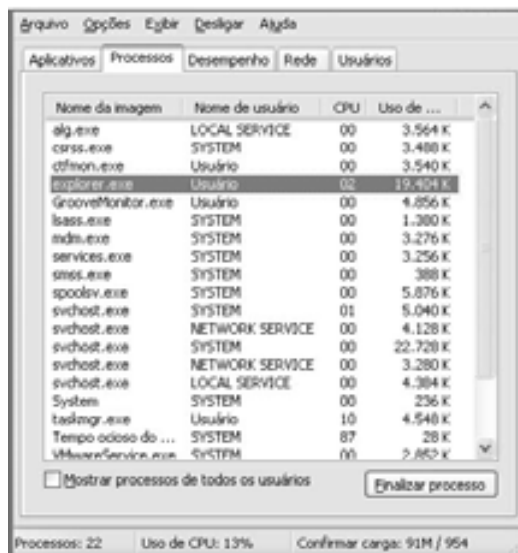 Arquivo Opções Exibir Desligar Ajuda
Aplicativos Processos Desempenho Rede Usuários
Nome da imagem Nome de usuário CPU Uso de ...
alg.exe LOCAL SERVICE 00 3.564 K
csrss.exe SYSTEM 00 3.488 K
ctfmon.exe Usuário 00 3.540 K
explorer.exe Usuário 02 19.404 K
GrooveMonitor.exe Usuário 00 4.856 K
lsass.exe SYSTEM 00 1.380 K
mdm.exe SYSTEM 00 3.276 K
services.exe SYSTEM 00 3.256 K
smss.exe SYSTEM 00 388 K
spoolsv.exe SYSTEM 00 5.876 K
svchost.exe SYSTEM 01 5.040 K
svchost.exe NETWORK SERVICE 00 4.128 K
svchost.exe SYSTEM 00 22.728 K
svchost.exe NETWORK SERVICE 00 3.280 K
svchost.exe LOCAL SERVICE 00 4.384 K
System SYSTEM 00 236 K
taskmgr.exe Usuário 10 4.548 K
Tempo ocioso do ... SYSTEM 87 28 K
VMwareService.exe SYSTEM 00 2.852 K
Mostrar processos de todos os usuários
Finalizar processo
Processos: 22 Uso de CPU: 13% Confirmar carga: 91M / 954